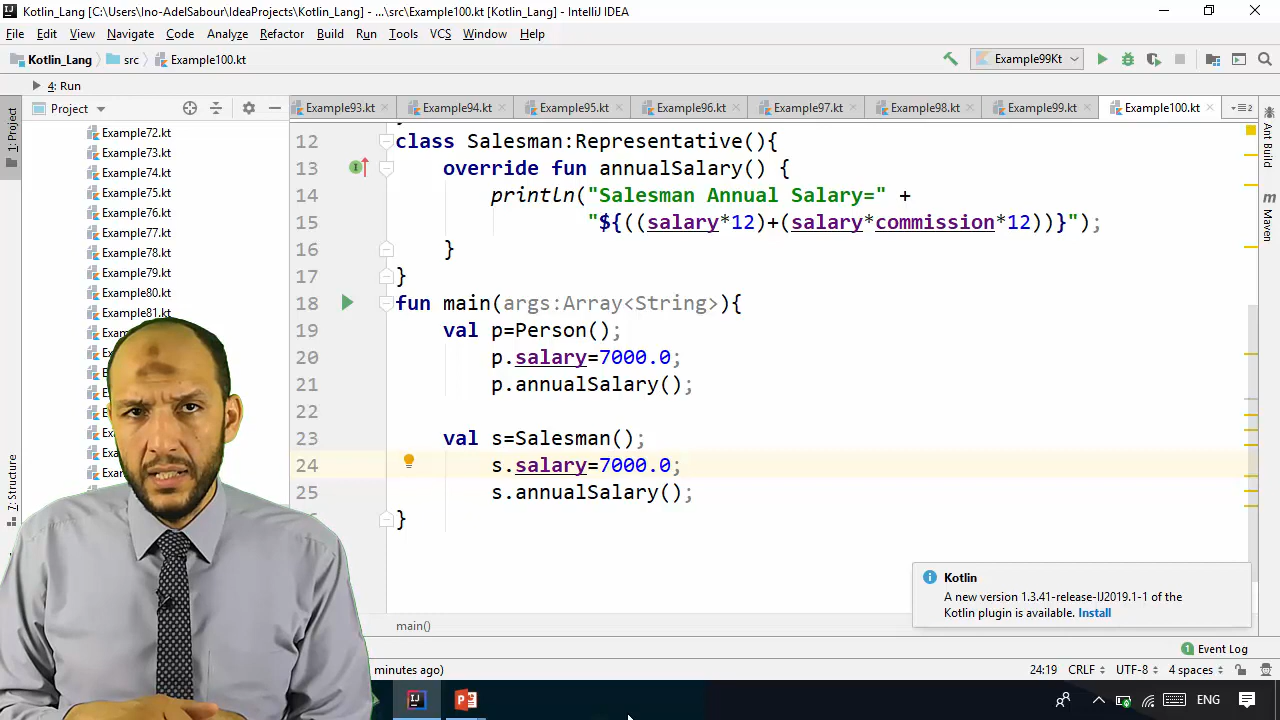 Kotlin_Lang [C:\Users\Ino-AdelSabour\IdeaProjects\Kotlin_Lang] - ...\src\Example100.kt [Kotlin_Lang] - IntelliJ IDEA
File Edit View Navigate Code Analyze Refactor Build Run Tools VCS Window Help
Kotlin_Lang src Example100.kt Example99Kt
4: Run
Project Example93.kt Example94.kt Example95.kt Example96.kt Example97.kt Example98.kt Example99.kt Example100.kt
1: Project
7: Structure
Example72.kt
Example73.kt
Example74.kt
Example75.kt
Example76.kt
Example77.kt
Example78.kt
Example79.kt
Example80.kt
Example81.kt
12 class Salesman:Representative(){
13 override fun annualSalary() {
14 println("Salesman Annual Salary=" +
15 "${((salary*12)+(salary*commission*12))}");
16 }
17 }
18 fun main(args:Array<String>){
19 val p=Person();
20 p.salary=7000.0;
21 p.annualSalary();
22
23 val s=Salesman();
24 s.salary=7000.0;
25 s.annualSalary();
}
Ant Build
Maven
Kotlin
A new version 1.3.41-release-IJ2019.1-1 of the
Kotlin plugin is available. Install
main()
Event Log
minutes ago) 24:19 CRLF UTF-8 4 spaces
ENG